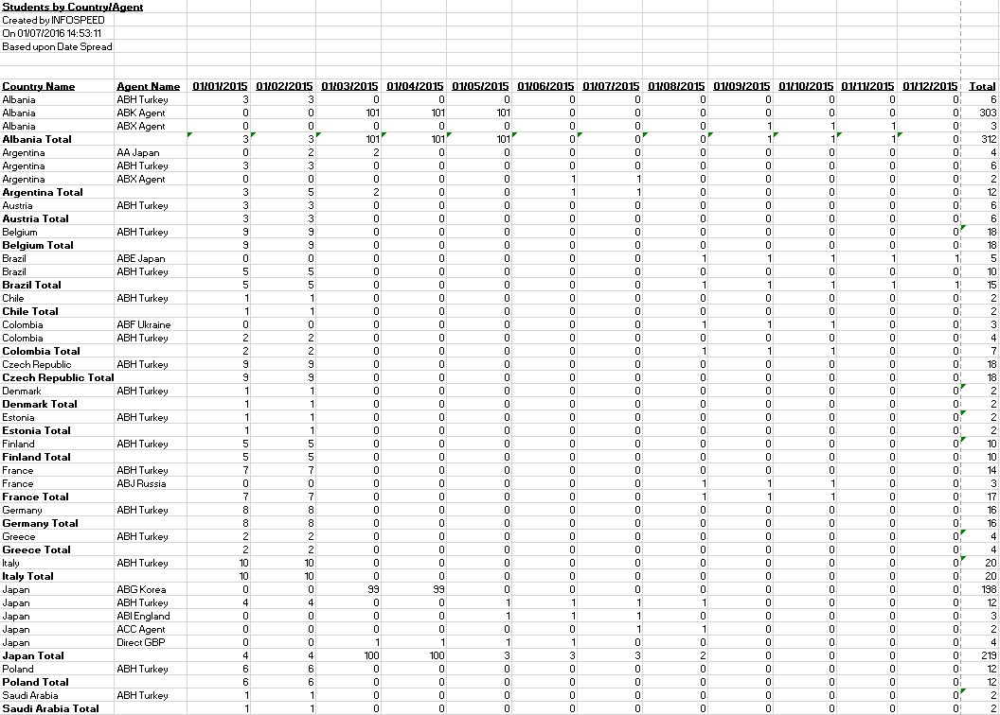 Students by Country/Agent
Created by INFOSPEED
On 01/07/2016 14:53:11
Based upon Date Spread
Country Name Agent Name 01/01/2015 01/02/2015 01/03/2015 01/04/2015 01/05/2015 01/06/2015 01/07/2015 01/08/2015 01/09/2015 01/10/2015 01/11/2015 01/12/2015 Total
Albania ABH Turkey 3 3 0 0 0 0 0 0 0 0 0 0 6
Albania ABK Agent 0 0 101 101 101 0 0 0 0 0 0 0 303
Albania ABX Agent 0 0 0 0 0 0 0 0 1 1 1 0 3
Albania Total 3 3 101 101 101 0 0 0 1 1 1 0 312
Argentina AA Japan 0 2 2 0 0 0 0 0 0 0 0 0 4
Argentina ABH Turkey 3 3 0 0 0 0 0 0 0 0 0 0 6
Argentina ABX Agent 0 0 0 0 0 1 1 0 0 0 0 0 2
Argentina Total 3 5 2 0 0 1 1 0 0 0 0 0 12
Austria ABH Turkey 3 3 0 0 0 0 0 0 0 0 0 0 6
Austria Total 3 3 0 0 0 0 0 0 0 0 0 0 6
Belgium ABH Turkey 9 9 0 0 0 0 0 0 0 0 0 0 18
Belgium Total 9 9 0 0 0 0 0 0 0 0 0 0 18
Brazil ABE Japan 0 0 0 0 0 0 0 1 1 1 1 1 5
Brazil ABH Turkey 5 5 0 0 0 0 0 0 0 0 0 0 10
Brazil Total 5 5 0 0 0 0 0 1 1 1 1 1 15
Chile ABH Turkey 1 1 0 0 0 0 0 0 0 0 0 0 2
Chile Total 1 1 0 0 0 0 0 0 0 0 0 0 2
Colombia ABF Ukraine 0 0 0 0 0 0 0 1 1 1 0 0 3
Colombia ABH Turkey 2 2 0 0 0 0 0 0 0 0 0 0 4
Colombia Total 2 2 0 0 0 0 0 1 1 1 0 0 7
Czech Republic ABH Turkey 9 9 0 0 0 0 0 0 0 0 0 0 18
Czech Republic Total 9 9 0 0 0 0 0 0 0 0 0 0 18
Denmark ABH Turkey 1 1 0 0 0 0 0 0 0 0 0 0 2
Denmark Total 1 1 0 0 0 0 0 0 0 0 0 0 2
Estonia ABH Turkey 1 1 0 0 0 0 0 0 0 0 0 0 2
Estonia Total 1 1 0 0 0 0 0 0 0 0 0 0 2
Finland ABH Turkey 5 5 0 0 0 0 0 0 0 0 0 0 10
Finland Total 5 5 0 0 0 0 0 0 0 0 0 0 10
France ABH Turkey 7 7 0 0 0 0 0 0 0 0 0 0 14
France ABJ Russia 0 0 0 0 0 0 0 1 1 1 0 0 3
France Total 7 7 0 0 0 0 0 1 1 1 0 0 17
Germany ABH Turkey 8 8 0 0 0 0 0 0 0 0 0 0 16
Germany Total 8 8 0 0 0 0 0 0 0 0 0 0 16
Greece ABH Turkey 2 2 0 0 0 0 0 0 0 0 0 0 4
Greece Total 2 2 0 0 0 0 0 0 0 0 0 0 4
Italy ABH Turkey 10 10 0 0 0 0 0 0 0 0 0 0 20
Italy Total 10 10 0 0 0 0 0 0 0 0 0 0 20
Japan ABG Korea 0 0 99 99 0 0 0 0 0 0 0 0 198
Japan ABH Turkey 4 4 0 0 1 1 1 1 0 0 0 0 12
Japan ABI England 0 0 0 0 1 1 1 0 0 0 0 0 3
Japan ACC Agent 0 0 0 0 0 0 1 1 0 0 0 0 2
Japan Direct GBP 0 0 1 1 1 1 0 0 0 0 0 0 4
Japan Total 4 4 100 100 3 3 3 2 0 0 0 0 219
Poland ABH Turkey 6 6 0 0 0 0 0 0 0 0 0 0 12
Poland Total 6 6 0 0 0 0 0 0 0 0 0 0 12
Saudi Arabia ABH Turkey 1 1 0 0 0 0 0 0 0 0 0 0 2
Saudi Arabia Total 1 1 0 0 0 0 0 0 0 0 0 0 2